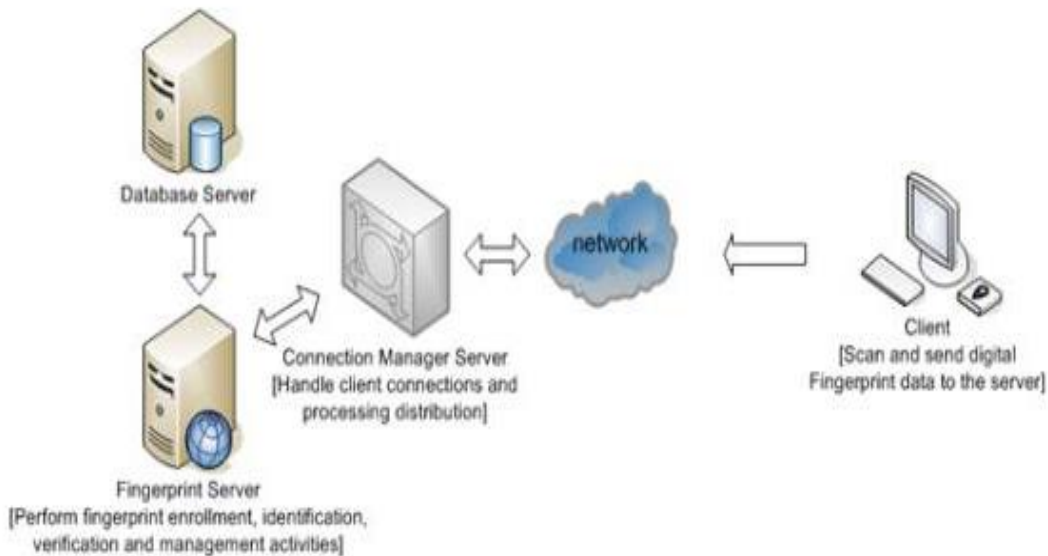 Database Server
network
Connection Manager Server
[Handle client connections and
processing distribution]
Client
[Scan and send digital
Fingerprint data to the server]
Fingerprint Server
[Perform fingerprint enrollment, identification,
verification and management activities]